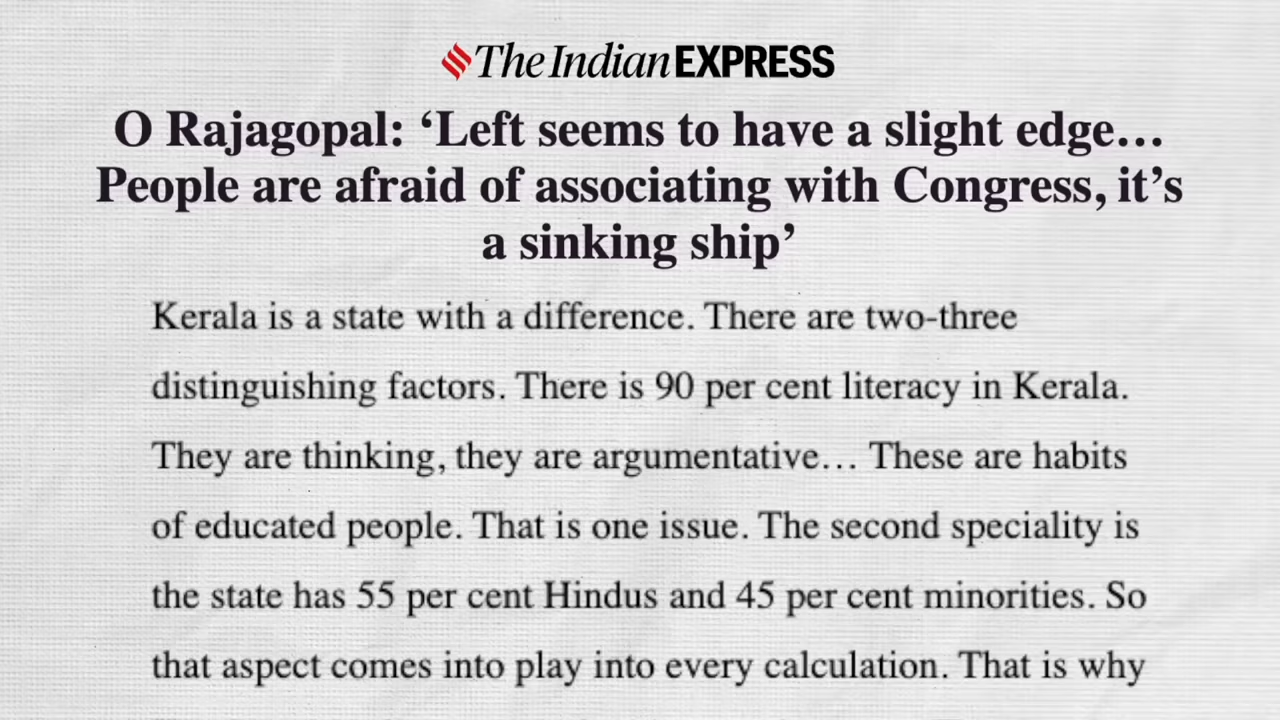 The Indian EXPRESS
O Rajagopal: ‘Left seems to have a slight edge…
People are afraid of associating with Congress, it’s
a sinking ship’
Kerala is a state with a difference. There are two-three
distinguishing factors. There is 90 per cent literacy in Kerala.
They are thinking, they are argumentative… These are habits
of educated people. That is one issue. The second speciality is
the state has 55 per cent Hindus and 45 per cent minorities. So
that aspect comes into play into every calculation. That is why